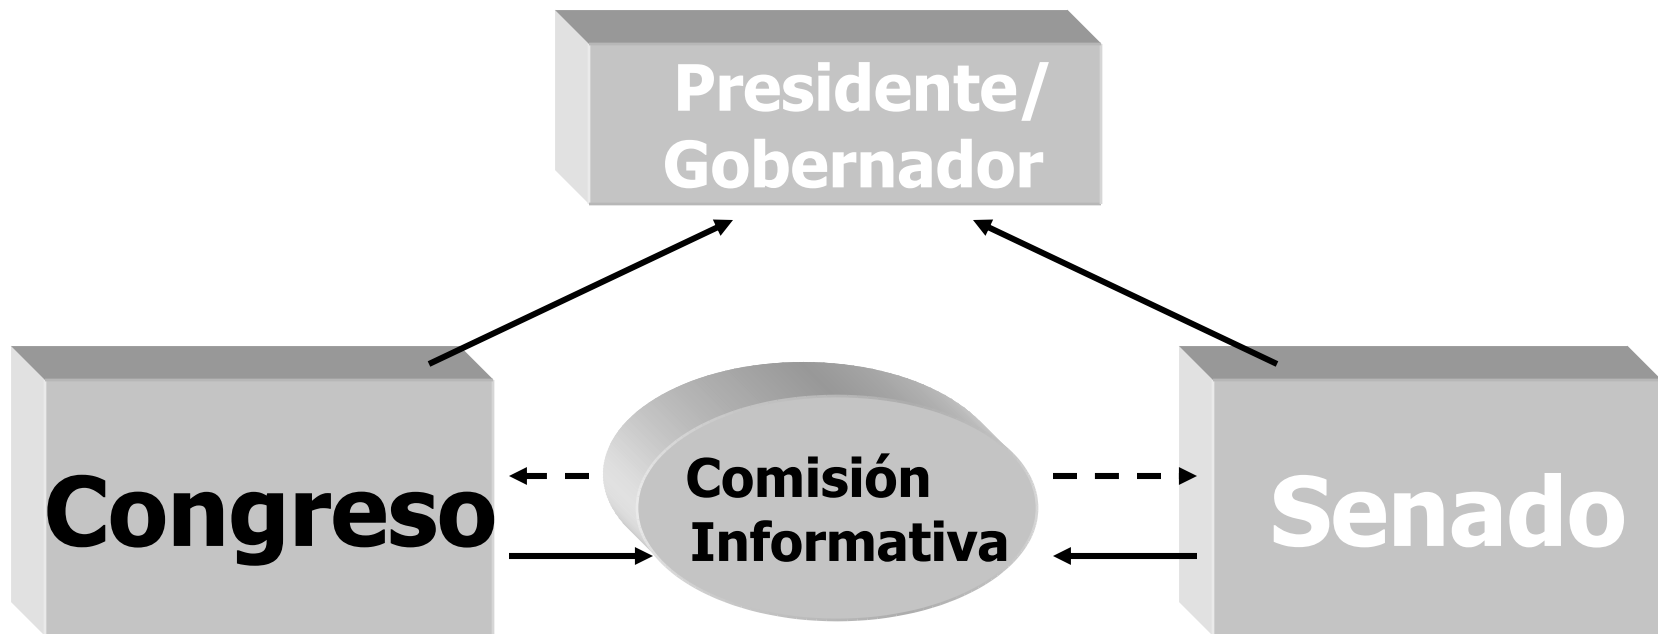 Presidente/
Gobernador
Congreso
Comisión
Informativa
Senado